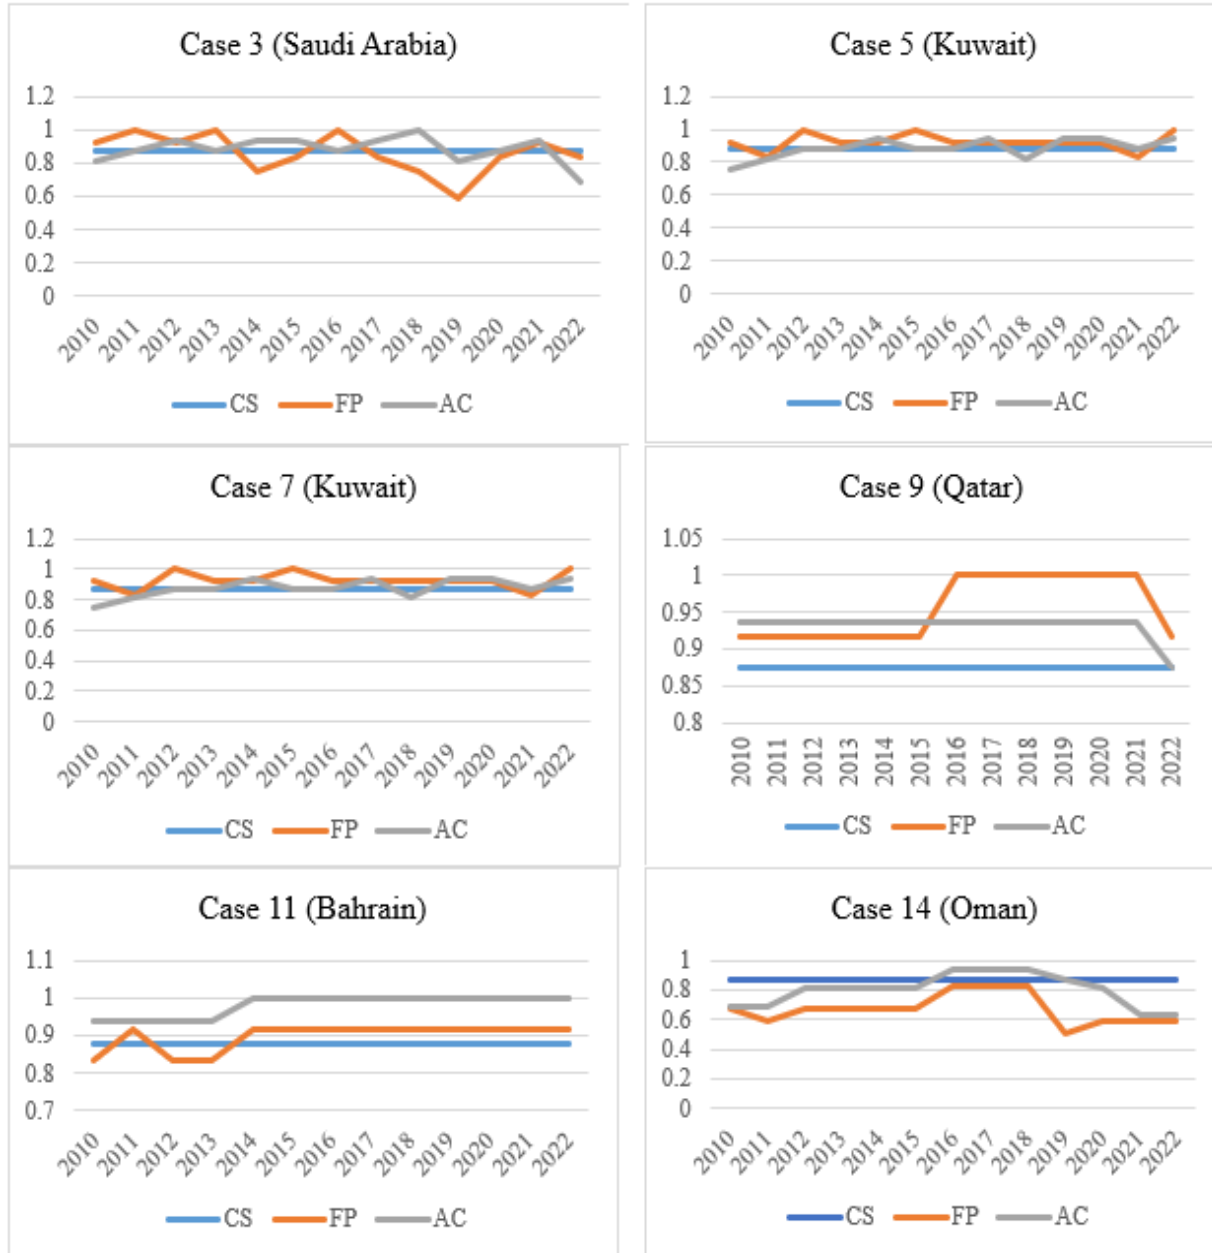 Case 3 (Saudi Arabia)
1.2
1
0.8
0.6
0.4
0.2
0
2010 2011 2012 2013 2014 2015 2016 2017 2018 2019 2020 2021 2022
CS FP AC
Case 5 (Kuwait)
1.2
1
0.8
0.6
0.4
0.2
0
2010 2011 2012 2013 2014 2015 2016 2017 2018 2019 2020 2021 2022
CS FP AC
Case 7 (Kuwait)
1.2
1
0.8
0.6
0.4
0.2
0
2010 2011 2012 2013 2014 2015 2016 2017 2018 2019 2020 2021 2022
CS FP AC
Case 9 (Qatar)
1.05
1
0.95
0.9
0.85
0.8
2010 2011 2012 2013 2014 2015 2016 2017 2018 2019 2020 2021 2022
CS FP AC
Case 11 (Bahrain)
1.1
1
0.9
0.8
0.7
2010 2011 2012 2013 2014 2015 2016 2017 2018 2019 2020 2021 2022
CS FP AC
Case 14 (Oman)
1
0.8
0.6
0.4
0.2
0
2010 2011 2012 2013 2014 2015 2016 2017 2018 2019 2020 2021 2022
CS FP AC